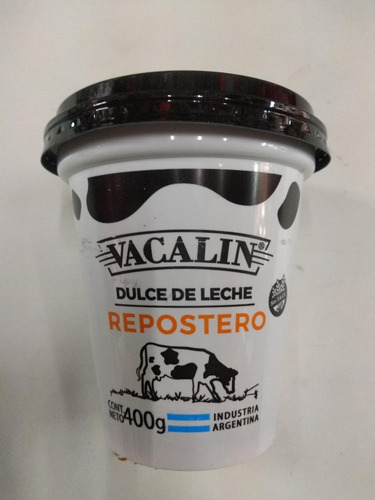 VACALIN®
DULCE DE LECHE
REPOSTERO
CONT.
NETO 400g
INDUSTRIA
ARGENTINA